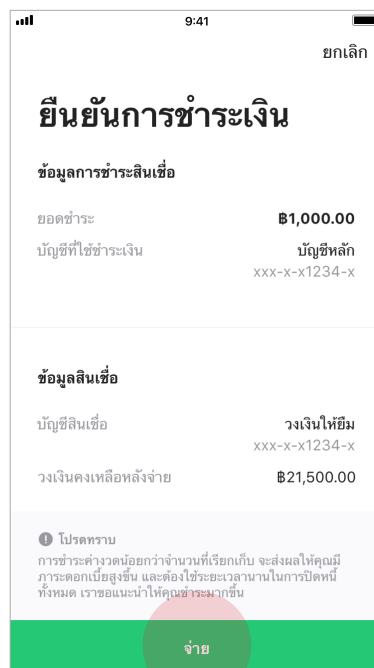 9:41
ยกเลิก
ยืนยันการชำระเงิน
ข้อมูลการชำระสินเชื่อ
ยอดชำระ ฿1,000.00
บัญชีที่ใช้ชำระเงิน บัญชีหลัก
xxx-x-x1234-x
ข้อมูลสินเชื่อ
บัญชีสินเชื่อ วงเงินให้ยืม
xxx-x-x1234-x
วงเงินคงเหลือหลังจ่าย ฿21,500.00
โปรดทราบ
การชำระค่างวดน้อยกว่าจำนวนที่เรียกเก็บ จะส่งผลให้คุณมี
ภาระดอกเบี้ยสูงขึ้น และต้องใช้ระยะเวลานานในการปิดหนี้
ทั้งหมด เราขอแนะนำให้คุณชำระมากขึ้น
จ่าย